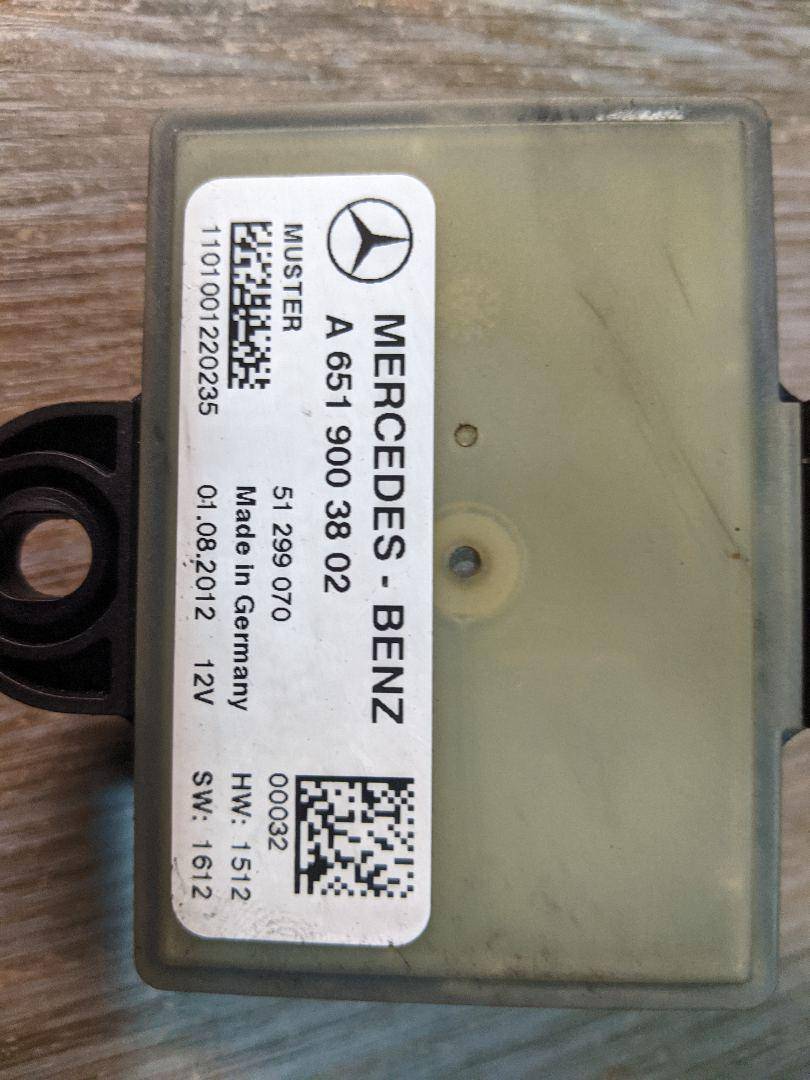 MERCEDES - BENZ
A 651 900 38 02
MUSTER
51 299 070
00032
Made in Germany
HW: 1512
1101001220235
01.08.2012 12V
SW: 1612